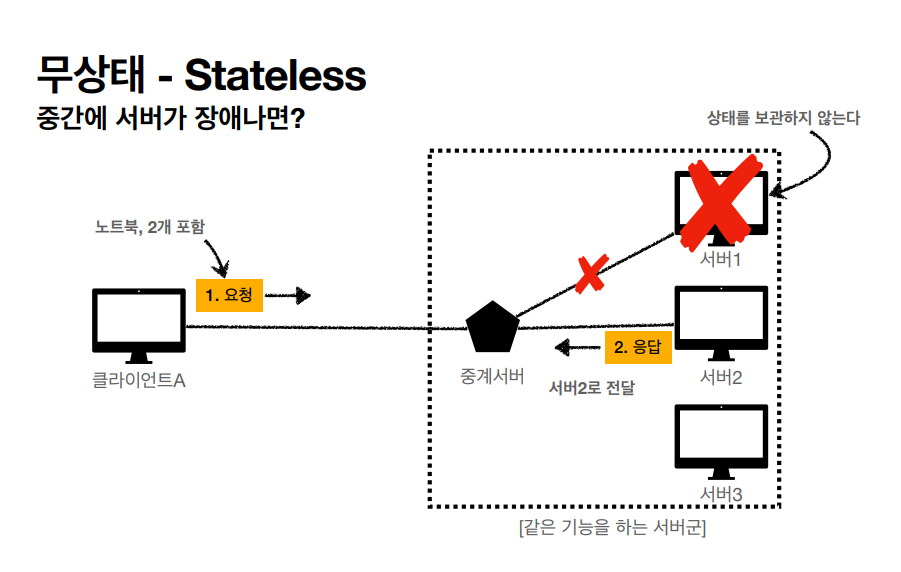 무상태 - Stateless
중간에 서버가 장애나면?
상태를 보관하지 않는다
노트북, 2개 포함
1. 요청
클라이언트A
중계서버
서버1
2. 응답
서버2로 전달
서버2
서버3
[같은 기능을 하는 서버군]